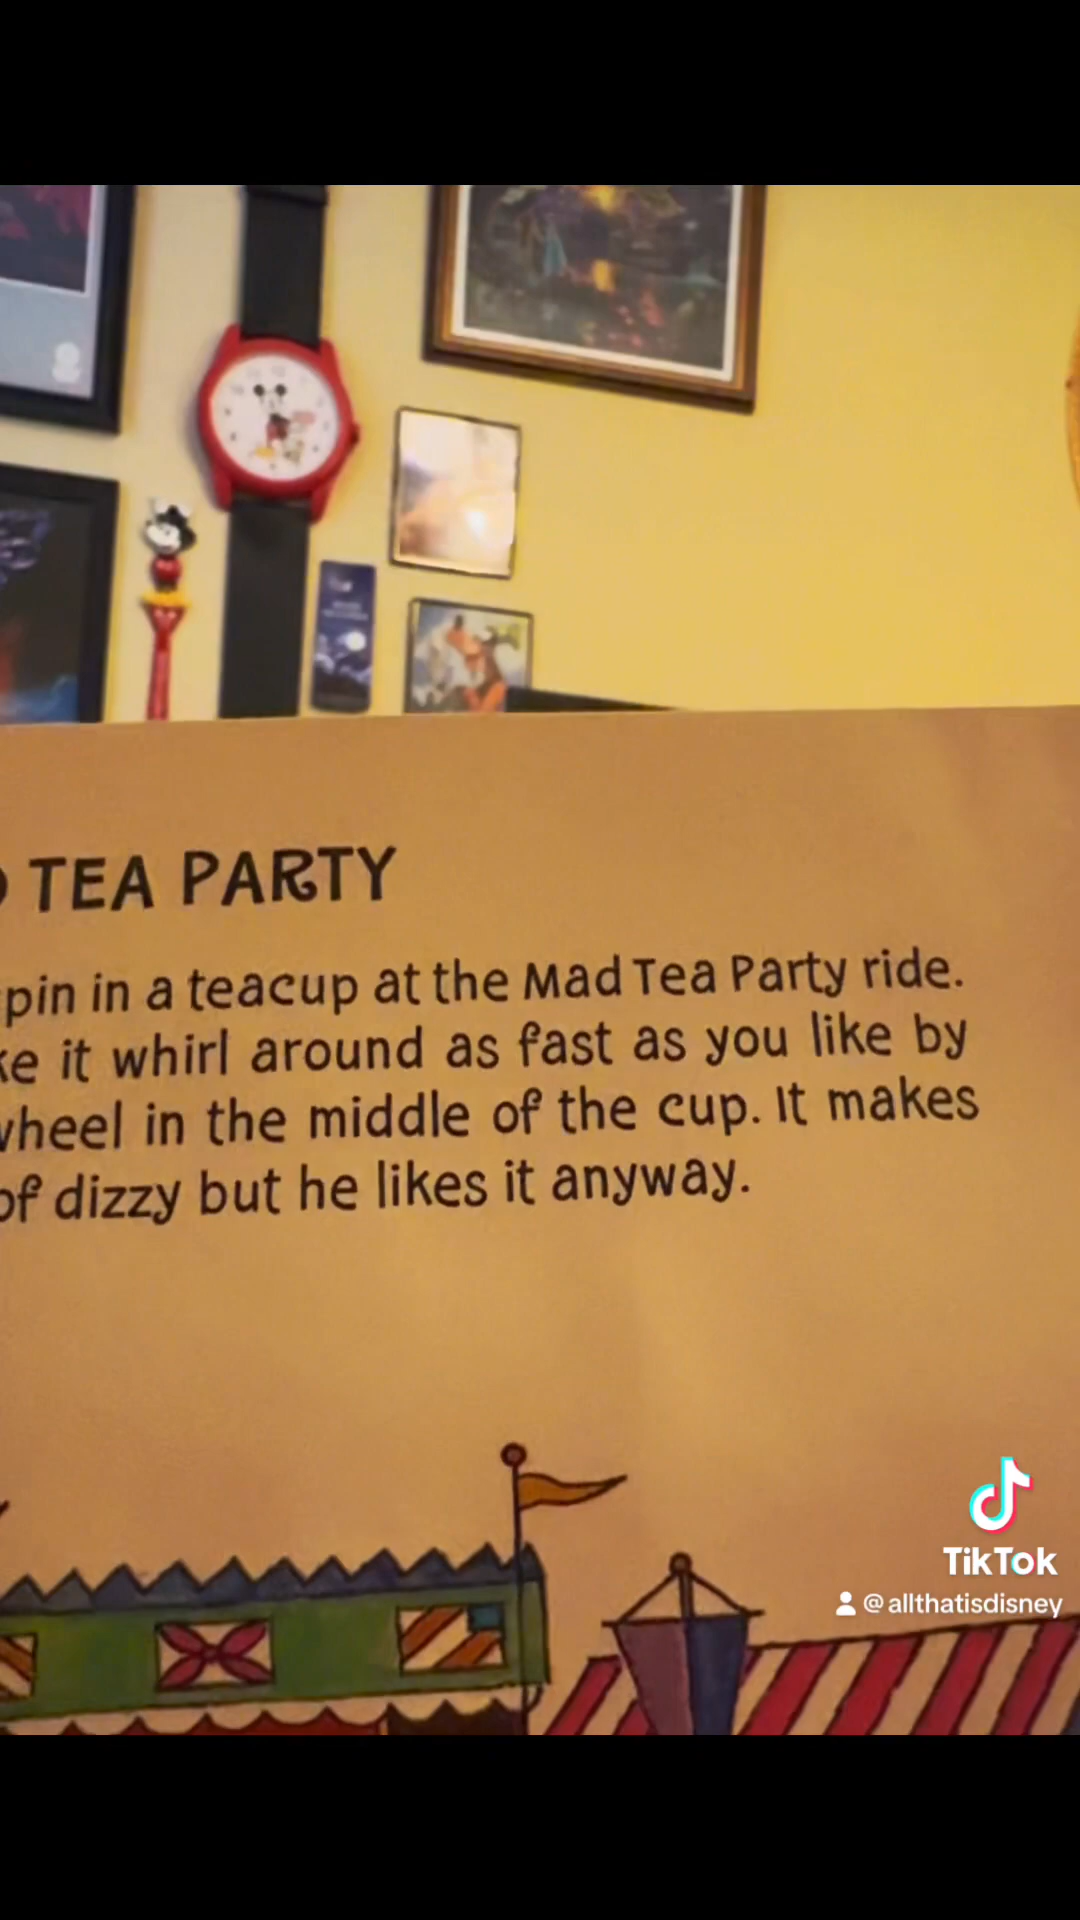 TEA PARTY
pin in a teacup at the Mad Tea Party ride.
ke it whirl around as fast as you like by
wheel in the middle of the cup. It makes
of dizzy but he likes it anyway.
TikTok
@allthatisdisney